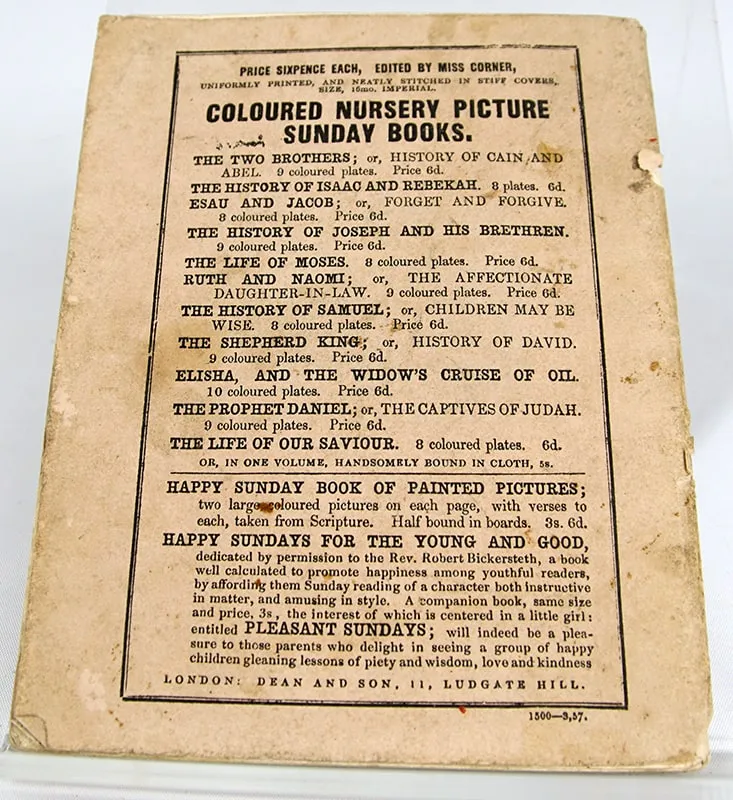 PRICE SIXPENCE EACH, EDITED BY MISS CORNER,
UNIFORMLY PRINTED, AND NEATLY STITCHED IN STIFF COVERS,
SIZE, 16mo. IMPERIAL.
COLOURED NURSERY PICTURE
SUNDAY BOOKS.
THE TWO BROTHERS; or, HISTORY OF CAIN AND
ABEL. 9 coloured plates. Price 6d.
THE HISTORY OF ISAAC AND REBEKAH. 8 plates. 6d.
ESAU AND JACOB; or, FORGET AND FORGIVE.
8 coloured plates. Price 6d.
THE HISTORY OF JOSEPH AND HIS BRETHREN.
9 coloured plates. Price 6d.
THE LIFE OF MOSES. 8 coloured plates. Price 6d.
RUTH AND NAOMI; or, THE AFFECTIONATE
DAUGHTER-IN-LAW. 9 coloured plates. Price 6d.
THE HISTORY OF SAMUEL; or, CHILDREN MAY BE
WISE. 8 coloured plates. Price 6d.
THE SHEPHERD KING; or, HISTORY OF DAVID.
9 coloured plates. Price 6d.
ELISHA, AND THE WIDOW'S CRUISE OF OIL.
10 coloured plates. Price 6d.
THE PROPHET DANIEL; or, THE CAPTIVES OF JUDAH.
9 coloured plates. Price 6d.
THE LIFE OF OUR SAVIOUR. 8 coloured plates. 6d.
OR, IN ONE VOLUME, HANDSOMELY BOUND IN CLOTH, 5s.
HAPPY SUNDAY BOOK OF PAINTED PICTURES;
two large coloured pictures on each page, with verses to
each, taken from Scripture. Half bound in boards. 3s. 6d.
HAPPY SUNDAYS FOR THE YOUNG AND GOOD,
dedicated by permission to the Rev. Robert Bickersteth, a book
well calculated to promote happiness among youthful readers,
by affording them Sunday reading of a character both instructive
in matter, and amusing in style. A companion book, same size
and price, 3s, the interest of which is centered in a little girl:
entitled PLEASANT SUNDAYS; will indeed be a plea-
sure to those parents who delight in seeing a group of happy
children gleaning lessons of piety and wisdom, love and kindness
LONDON: DEAN AND SON, 11, LUDGATE HILL.
1500—3,57.